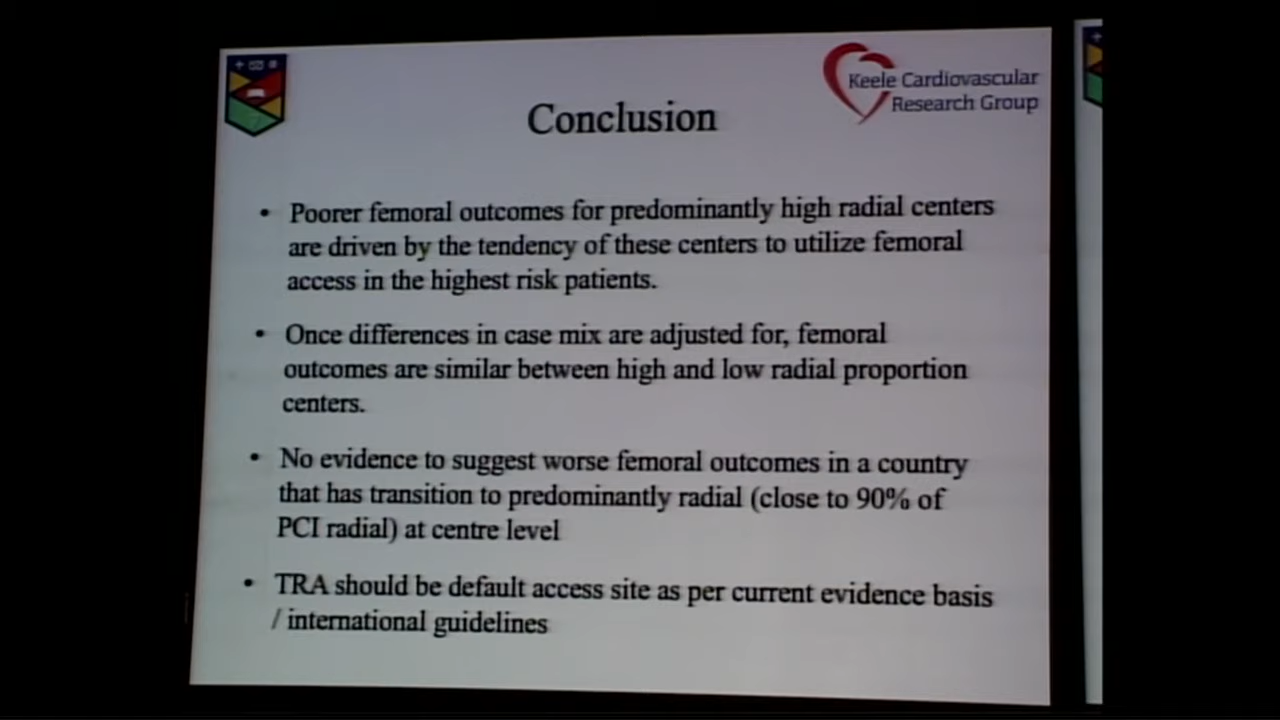 Keele Cardiovascular
Research Group
Conclusion
• Poorer femoral outcomes for predominantly high radial centers
are driven by the tendency of these centers to utilize femoral
access in the highest risk patients.
• Once differences in case mix are adjusted for, femoral
outcomes are similar between high and low radial proportion
centers.
• No evidence to suggest worse femoral outcomes in a country
that has transition to predominantly radial (close to 90% of
PCI radial) at centre level
• TRA should be default access site as per current evidence basis
/ international guidelines